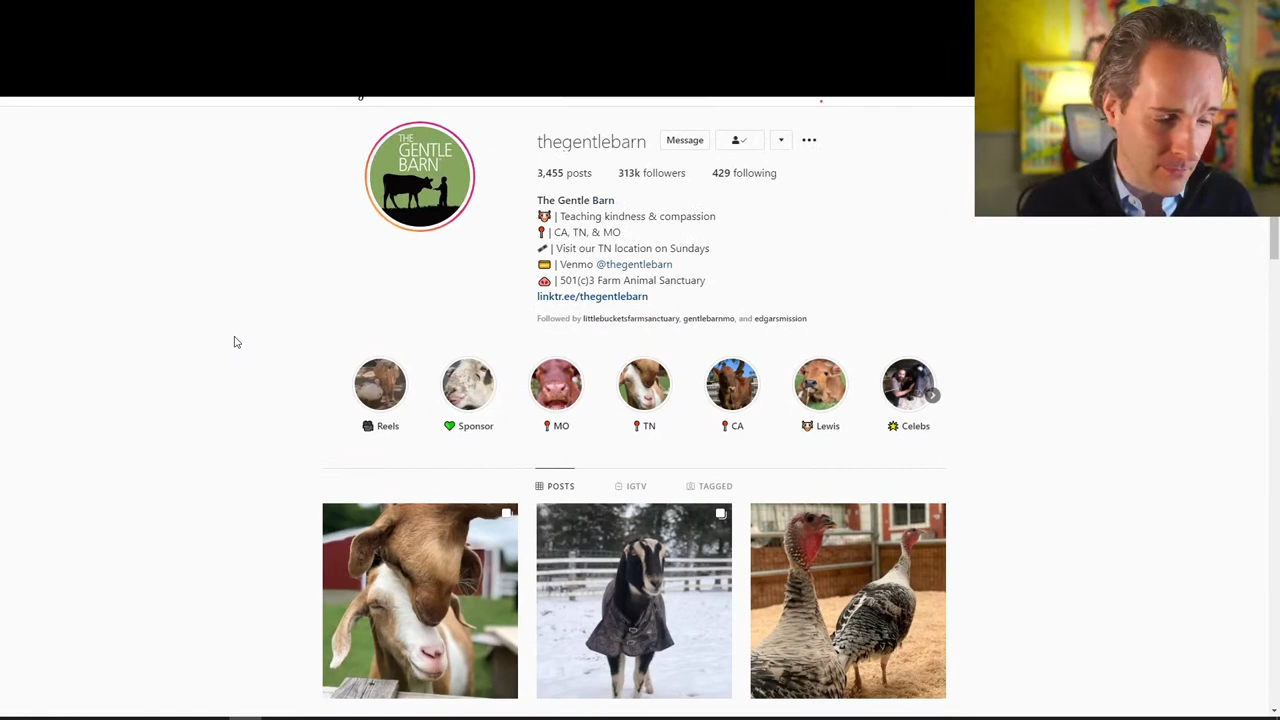 THE
GENTLE
BARN
thegentlebarn Message
3,455 posts 313k followers 429 following
The Gentle Barn
| Teaching kindness & compassion
| CA, TN, & MO
| Visit our TN location on Sundays
| Venmo @thegentlebarn
| 501(c)3 Farm Animal Sanctuary
linktr.ee/thegentlebarn
Followed by littlebucketsfarmsanctuary, gentlebarnmo, and edgarsmission
Reels Sponsor MO TN CA Lewis Celebs
POSTS IGTV TAGGED